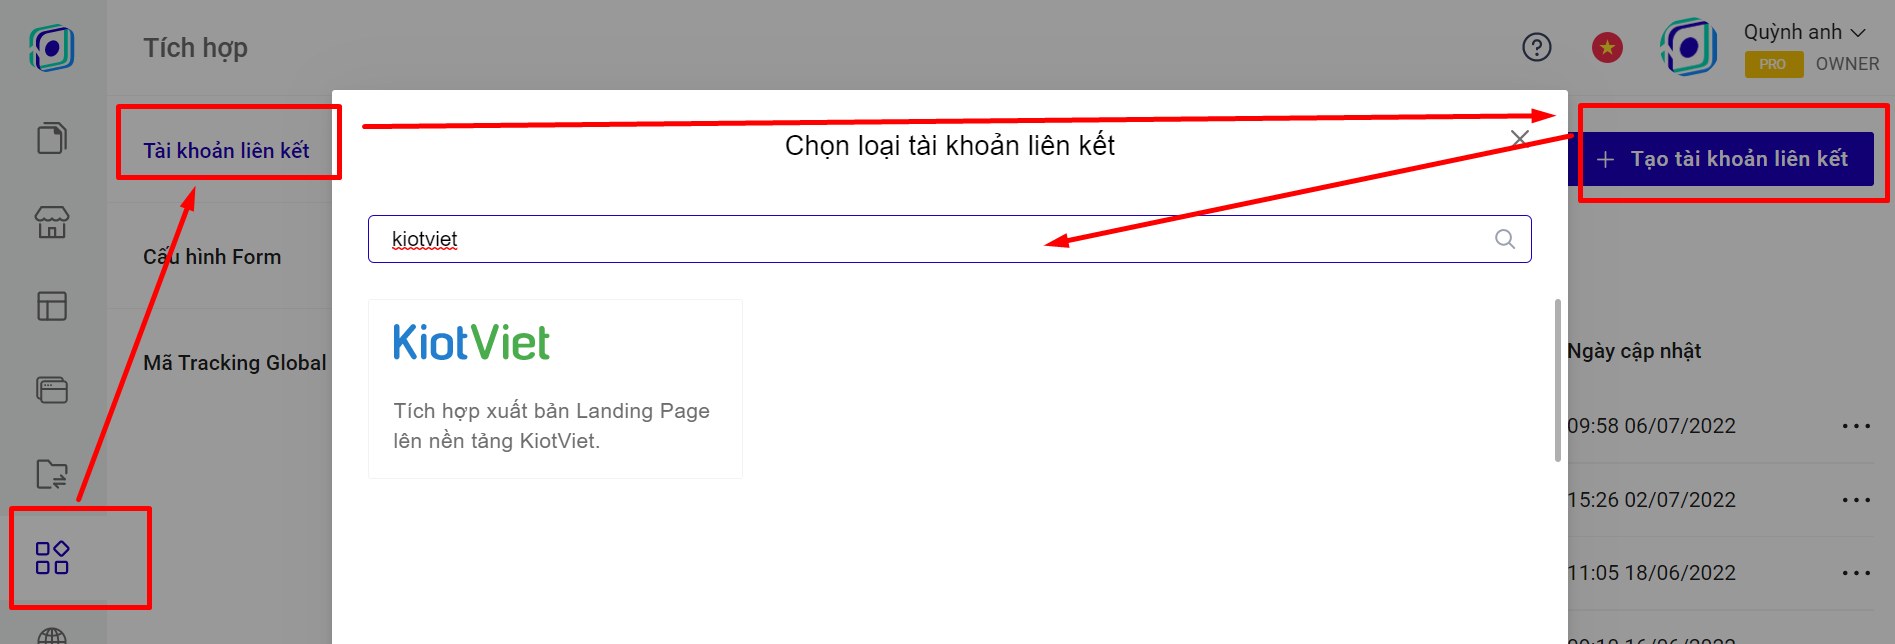 Tích hợp
Quỳnh anh
PRO OWNER
Tài khoản liên kết
Cấu hình Form
Mã Tracking Global
Chọn loại tài khoản liên kết
kiotviet
KiotViet
Tích hợp xuất bản Landing Page
lên nền tảng KiotViet.
+ Tạo tài khoản liên kết
Ngày cập nhật
09:58 06/07/2022
15:26 02/07/2022
11:05 18/06/2022